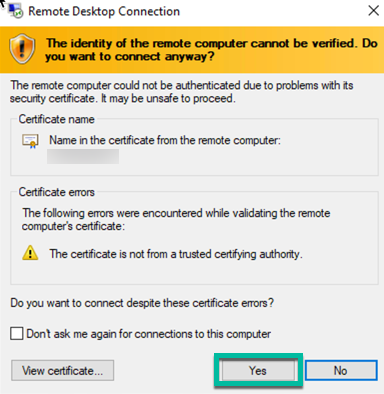 Remote Desktop Connection
The identity of the remote computer cannot be verified. Do
you want to connect anyway?
The remote computer could not be authenticated due to problems with its
security certificate. It may be unsafe to proceed.
Certificate name
Name in the certificate from the remote computer:
Certificate errors
The following errors were encountered while validating the remote
computer's certificate:
The certificate is not from a trusted certifying authority.
Do you want to connect despite these certificate errors?
Don't ask me again for connections to this computer
View certificate... Yes No